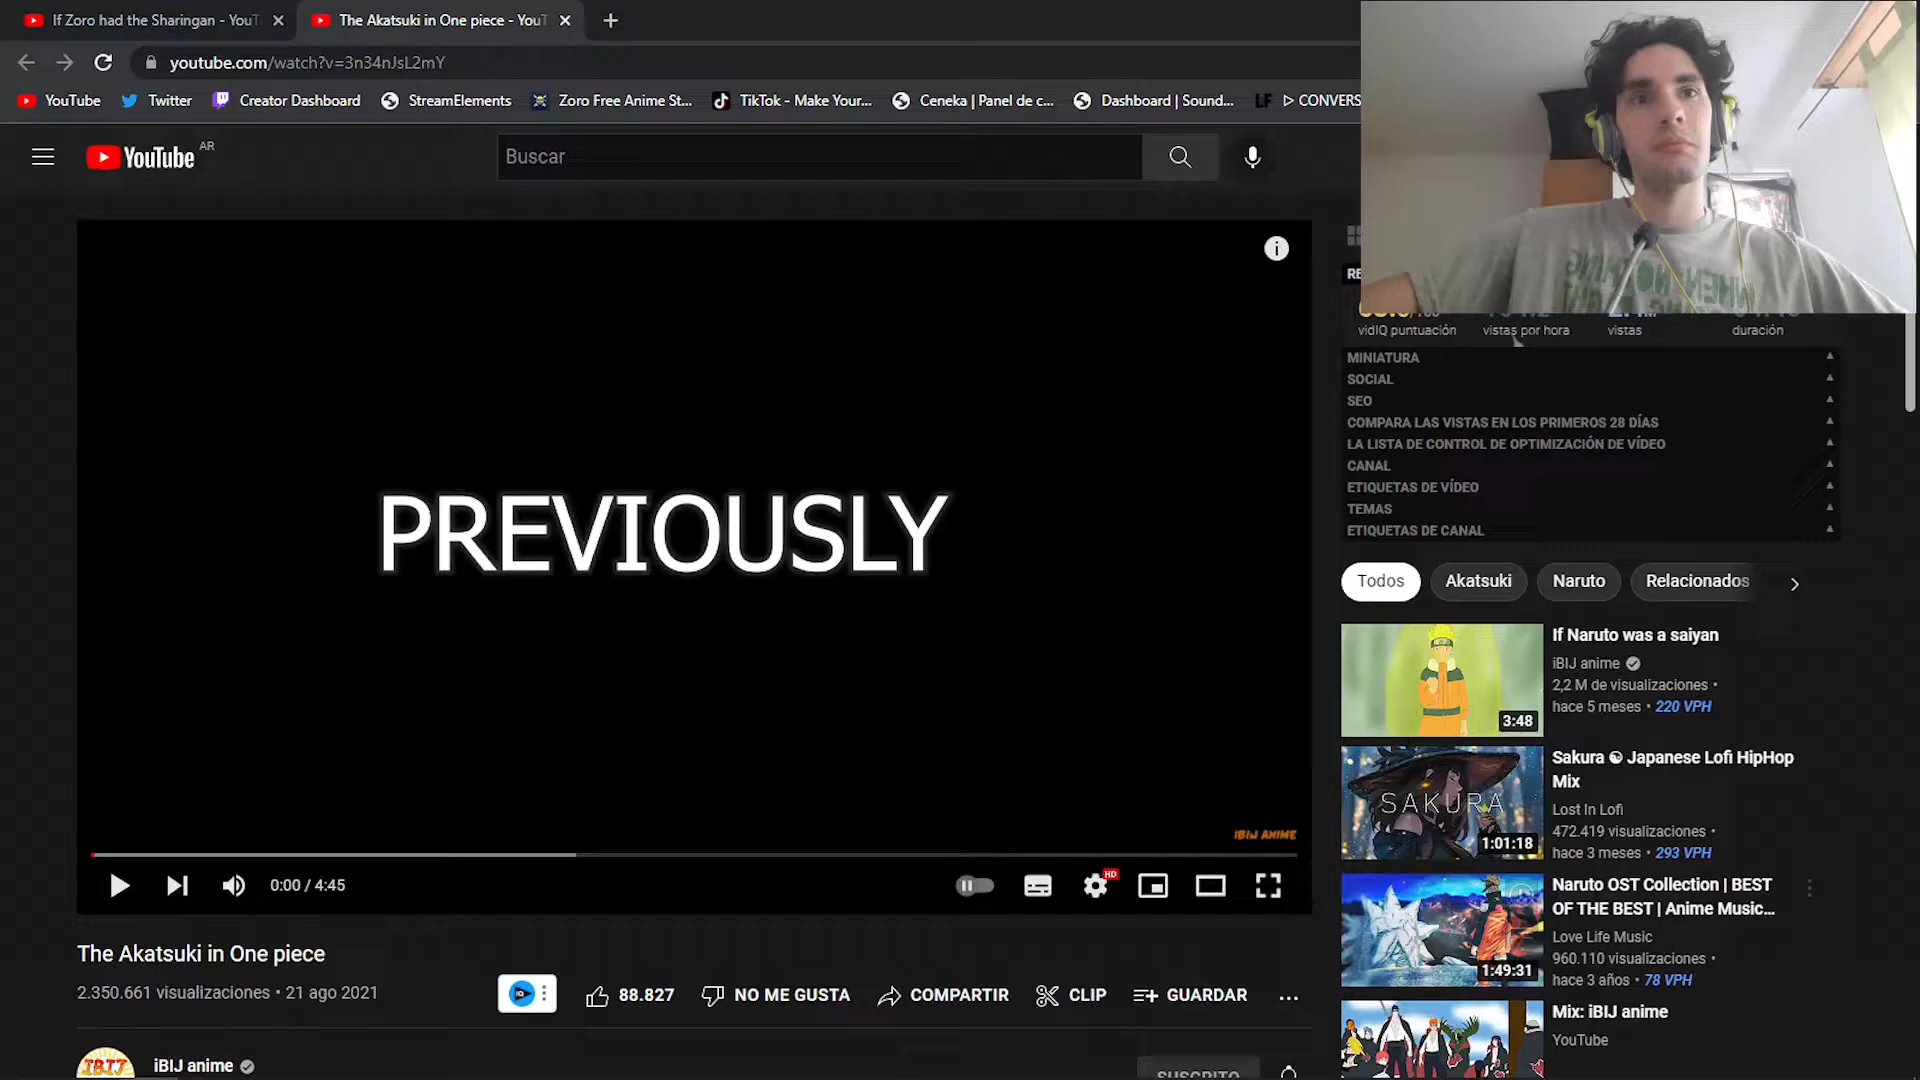 If Zoro had the Sharingan - YouT
The Akatsuki in One piece - YouT
youtube.com/watch?v=3n34nJsL2mY
YouTube
Twitter
Creator Dashboard
StreamElements
Zoro Free Anime St...
TikTok - Make Your...
Ceneka | Panel de c...
Dashboard | Sound...
▷ CONVERS
YouTube AR
Buscar
PREVIOUSLY
IBIJ ANIME
0:00 / 4:45
HD
The Akatsuki in One piece
2.350.661 visualizaciones • 21 ago 2021
88.827
NO ME GUSTA
COMPARTIR
CLIP
GUARDAR
IBIJ
iBIJ anime
SUSCRITO
vidIQ puntuación
vistas por hora
vistas
duración
MINIATURA
SOCIAL
SEO
COMPARA LAS VISTAS EN LOS PRIMEROS 28 DÍAS
LA LISTA DE CONTROL DE OPTIMIZACIÓN DE VÍDEO
CANAL
ETIQUETAS DE VÍDEO
TEMAS
ETIQUETAS DE CANAL
Todos
Akatsuki
Naruto
Relacionados
3:48
If Naruto was a saiyan
iBIJ anime
2,2 M de visualizaciones •
hace 5 meses • 220 VPH
SAKURA
1:01:18
Sakura ☯ Japanese Lofi HipHop
Mix
Lost In Lofi
472.419 visualizaciones •
hace 3 meses • 293 VPH
1:49:31
Naruto OST Collection | BEST
OF THE BEST | Anime Music...
Love Life Music
960.110 visualizaciones •
hace 3 años • 78 VPH
Mix: iBIJ anime
YouTube